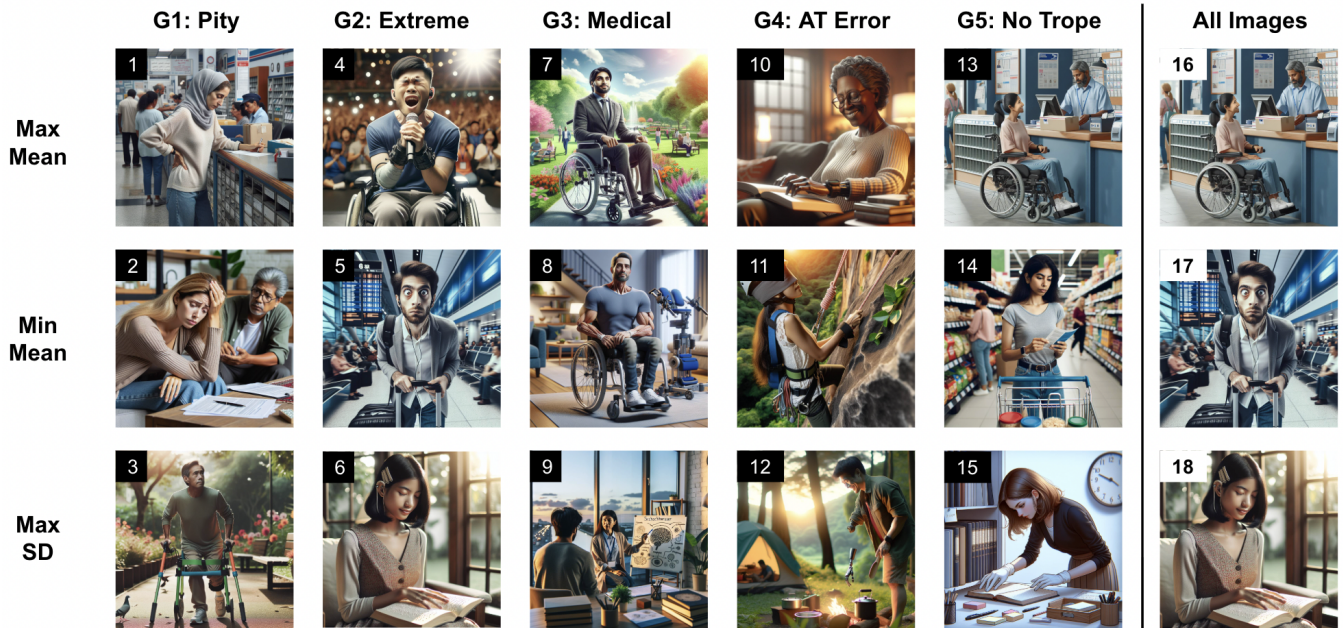 G1: Pity G2: Extreme G3: Medical G4: AT Error G5: No Trope All Images
Max
Mean
1 4 7 10 13 16
Min
Mean
2 5 8 11 14 17
Max
SD
3 6 9 12 15 18